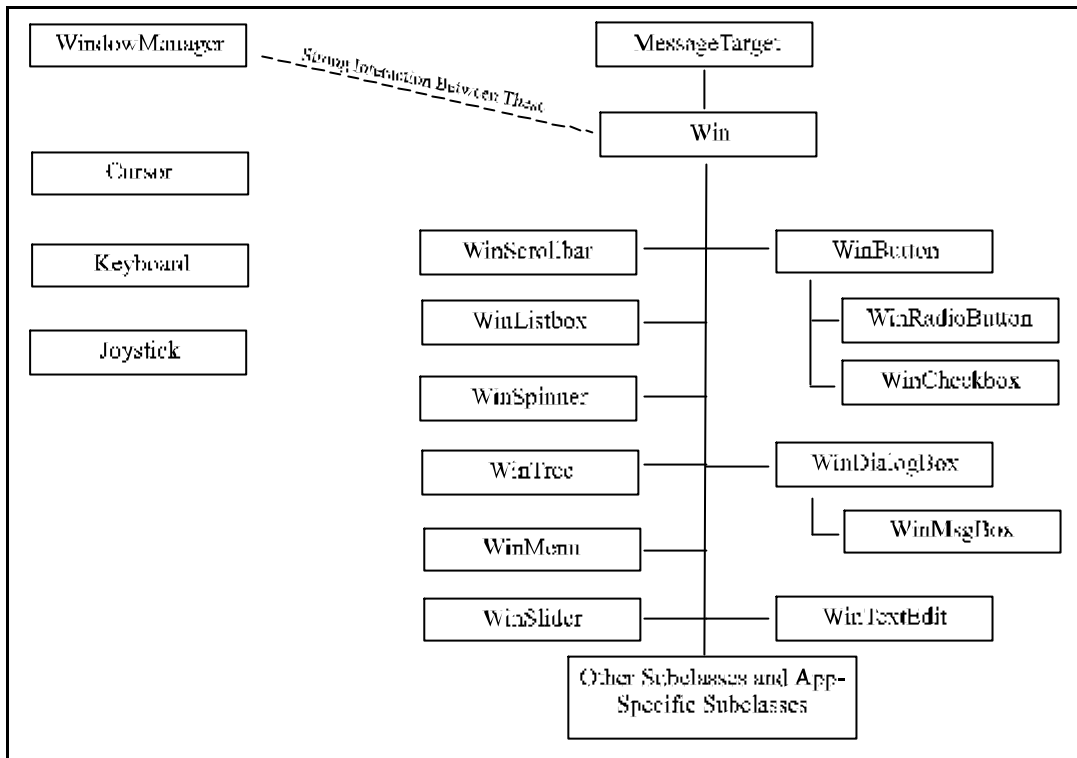 WindowManager
MessageTarget
Strong Interaction Between These
Win
Cursor
Keyboard
Joystick
WinScrollbar
WinButton
WinListbox
WinRadioButton
WinCheckbox
WinSpinner
WinTree
WinDialogBox
WinMenu
WinMsgBox
WinSlider
WinTextEdit
Other Subclasses and App-
Specific Subclasses